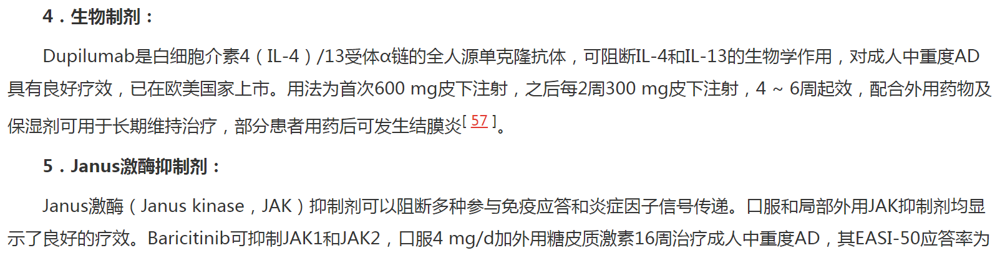 4．生物制剂：
Dupilumab是白细胞介素4（IL-4）/13受体α链的全人源单克隆抗体，可阻断IL-4和IL-13的生物学作用，对成人中重度AD
具有良好疗效，已在欧美国家上市。用法为首次600 mg皮下注射，之后每2周300 mg皮下注射，4 ~ 6周起效，配合外用药物及
保湿剂可用于长期维持治疗，部分患者用药后可发生结膜炎[ 57 ]。
5．Janus激酶抑制剂：
Janus激酶（Janus kinase，JAK）抑制剂可以阻断多种参与免疫应答和炎症因子信号传递。口服和局部外用JAK抑制剂均显
示了良好的疗效。Baricitinib可抑制JAK1和JAK2，口服4 mg/d加外用糖皮质激素16周治疗成人中重度AD，其EASI-50应答率为